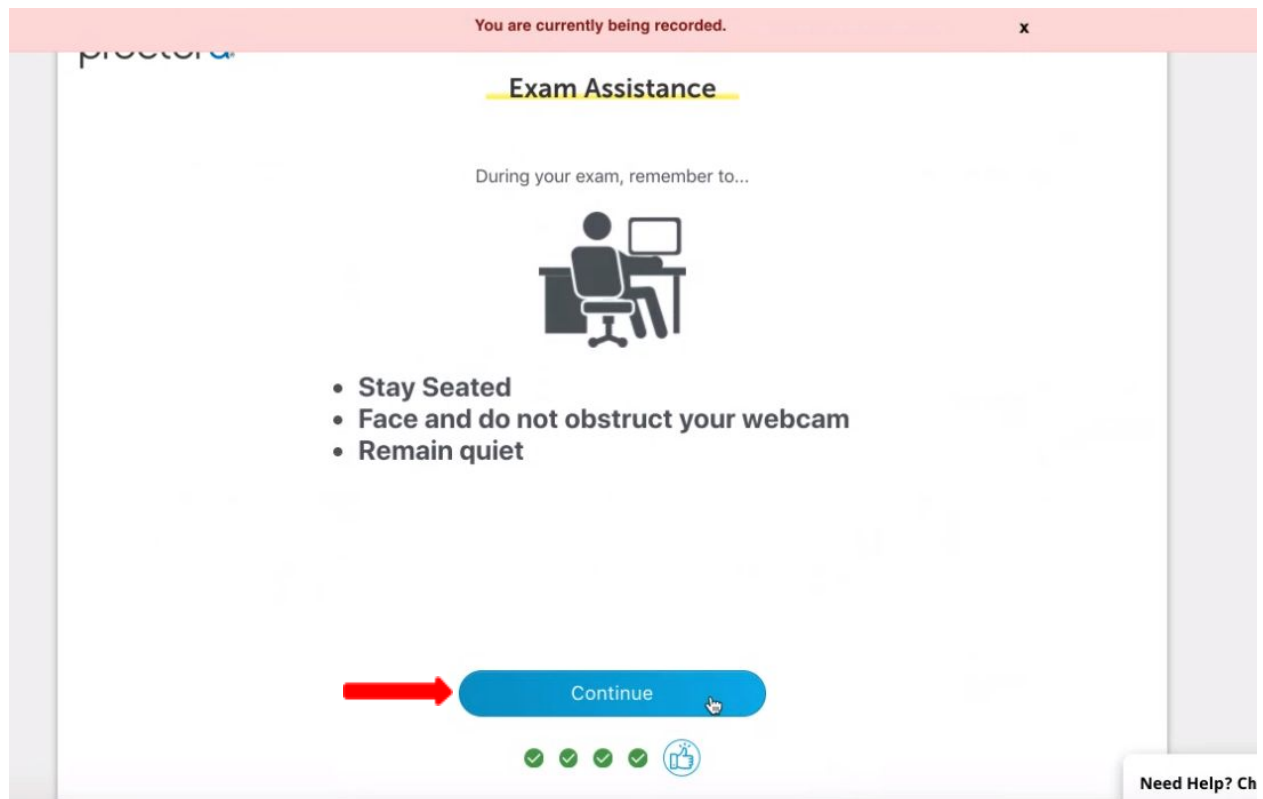 You are currently being recorded. x
Exam Assistance
During your exam, remember to...
• Stay Seated
• Face and do not obstruct your webcam
• Remain quiet
Continue
Need Help? Ch